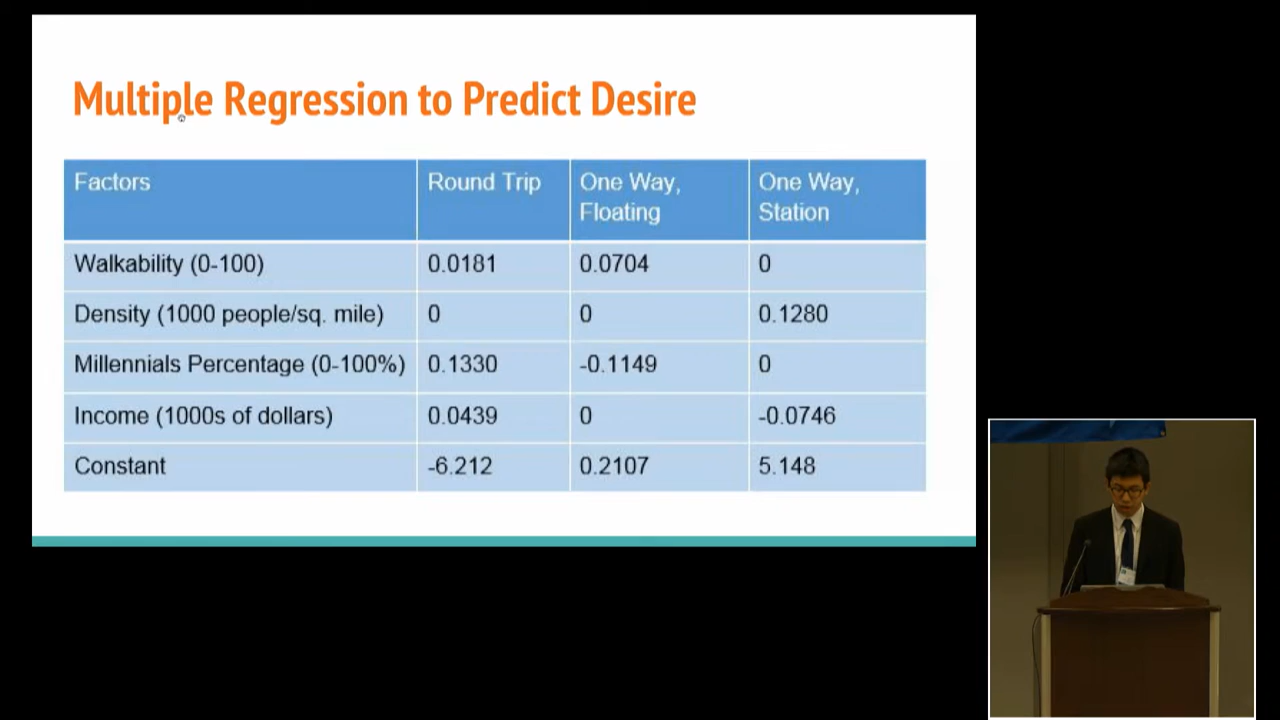 Multiple Regression to Predict Desire
Factors
Round Trip
One Way,
Floating
One Way,
Station
Walkability (0-100)
0.0181
0.0704
0
Density (1000 people/sq. mile)
0
0
0.1280
Millennials Percentage (0-100%)
0.1330
-0.1149
0
Income (1000s of dollars)
0.0439
0
-0.0746
Constant
-6.212
0.2107
5.148